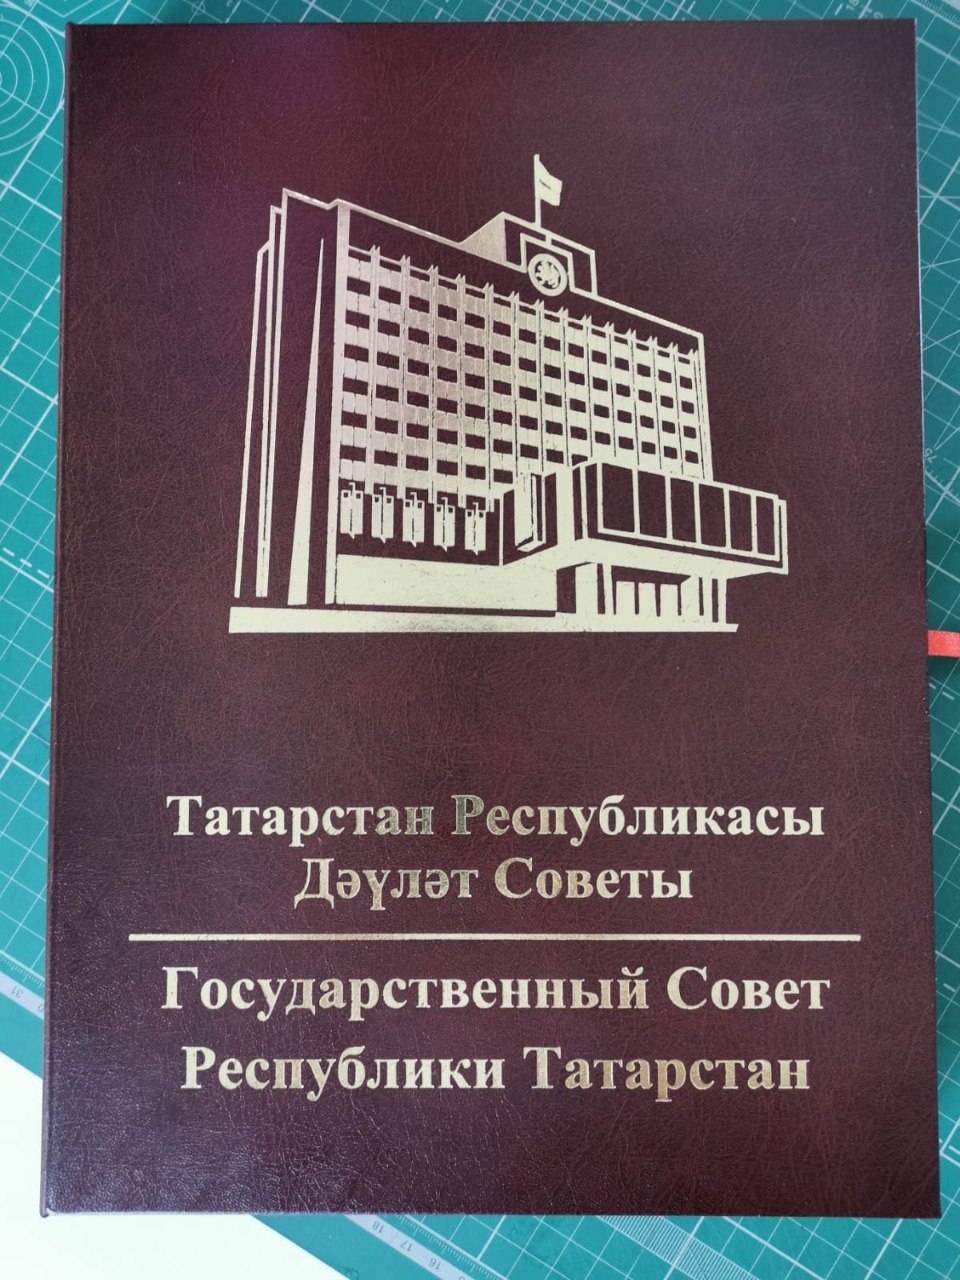 Татарстан Республикасы
Дәүләт Советы
Государственный Совет
Республики Татарстан